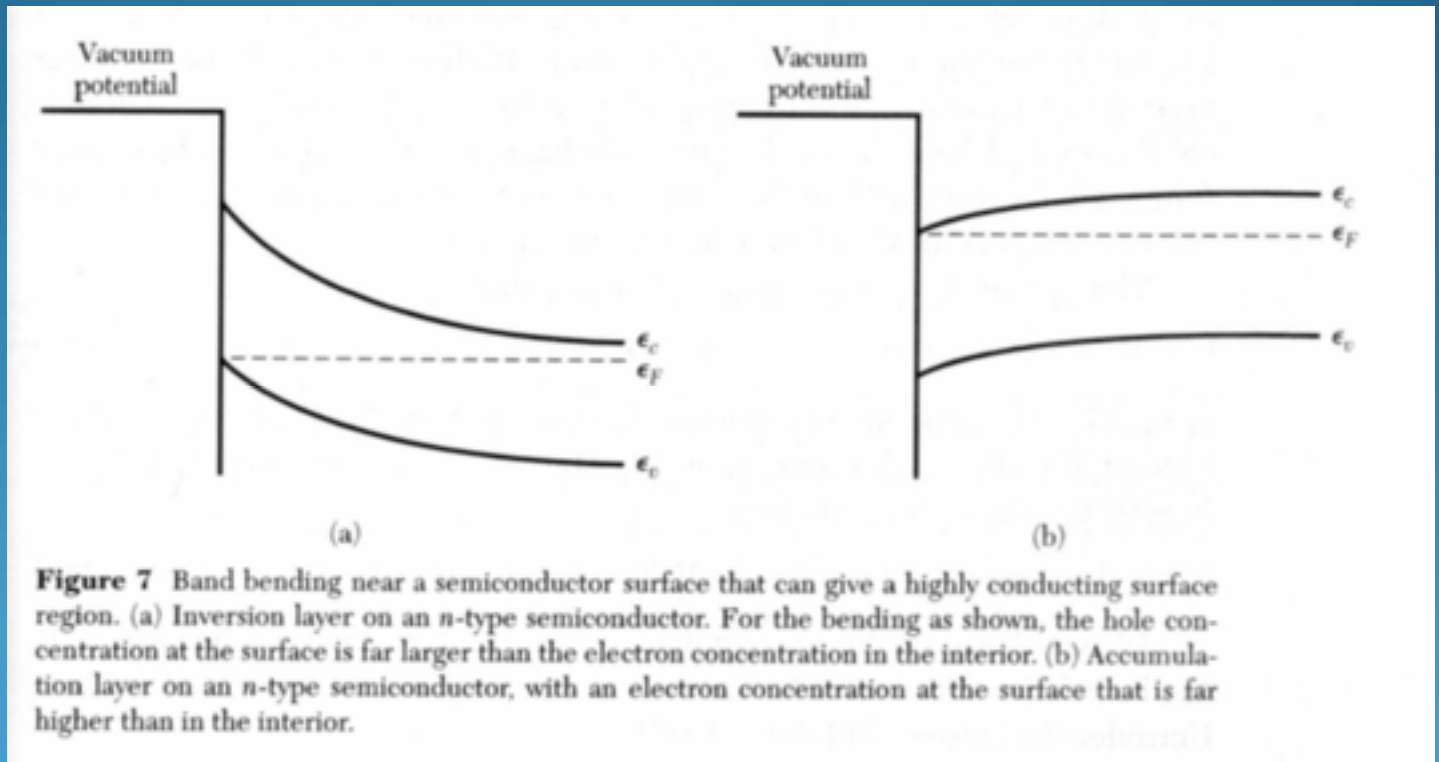 Vacuum
potential
Vacuum
potential
ϵc
ϵF
ϵv
ϵc
ϵF
ϵv
(a)
(b)
Figure 7 Band bending near a semiconductor surface that can give a highly conducting surface
region. (a) Inversion layer on an n-type semiconductor. For the bending as shown, the hole con-
centration at the surface is far larger than the electron concentration in the interior. (b) Accumula-
tion layer on an n-type semiconductor, with an electron concentration at the surface that is far
higher than in the interior.